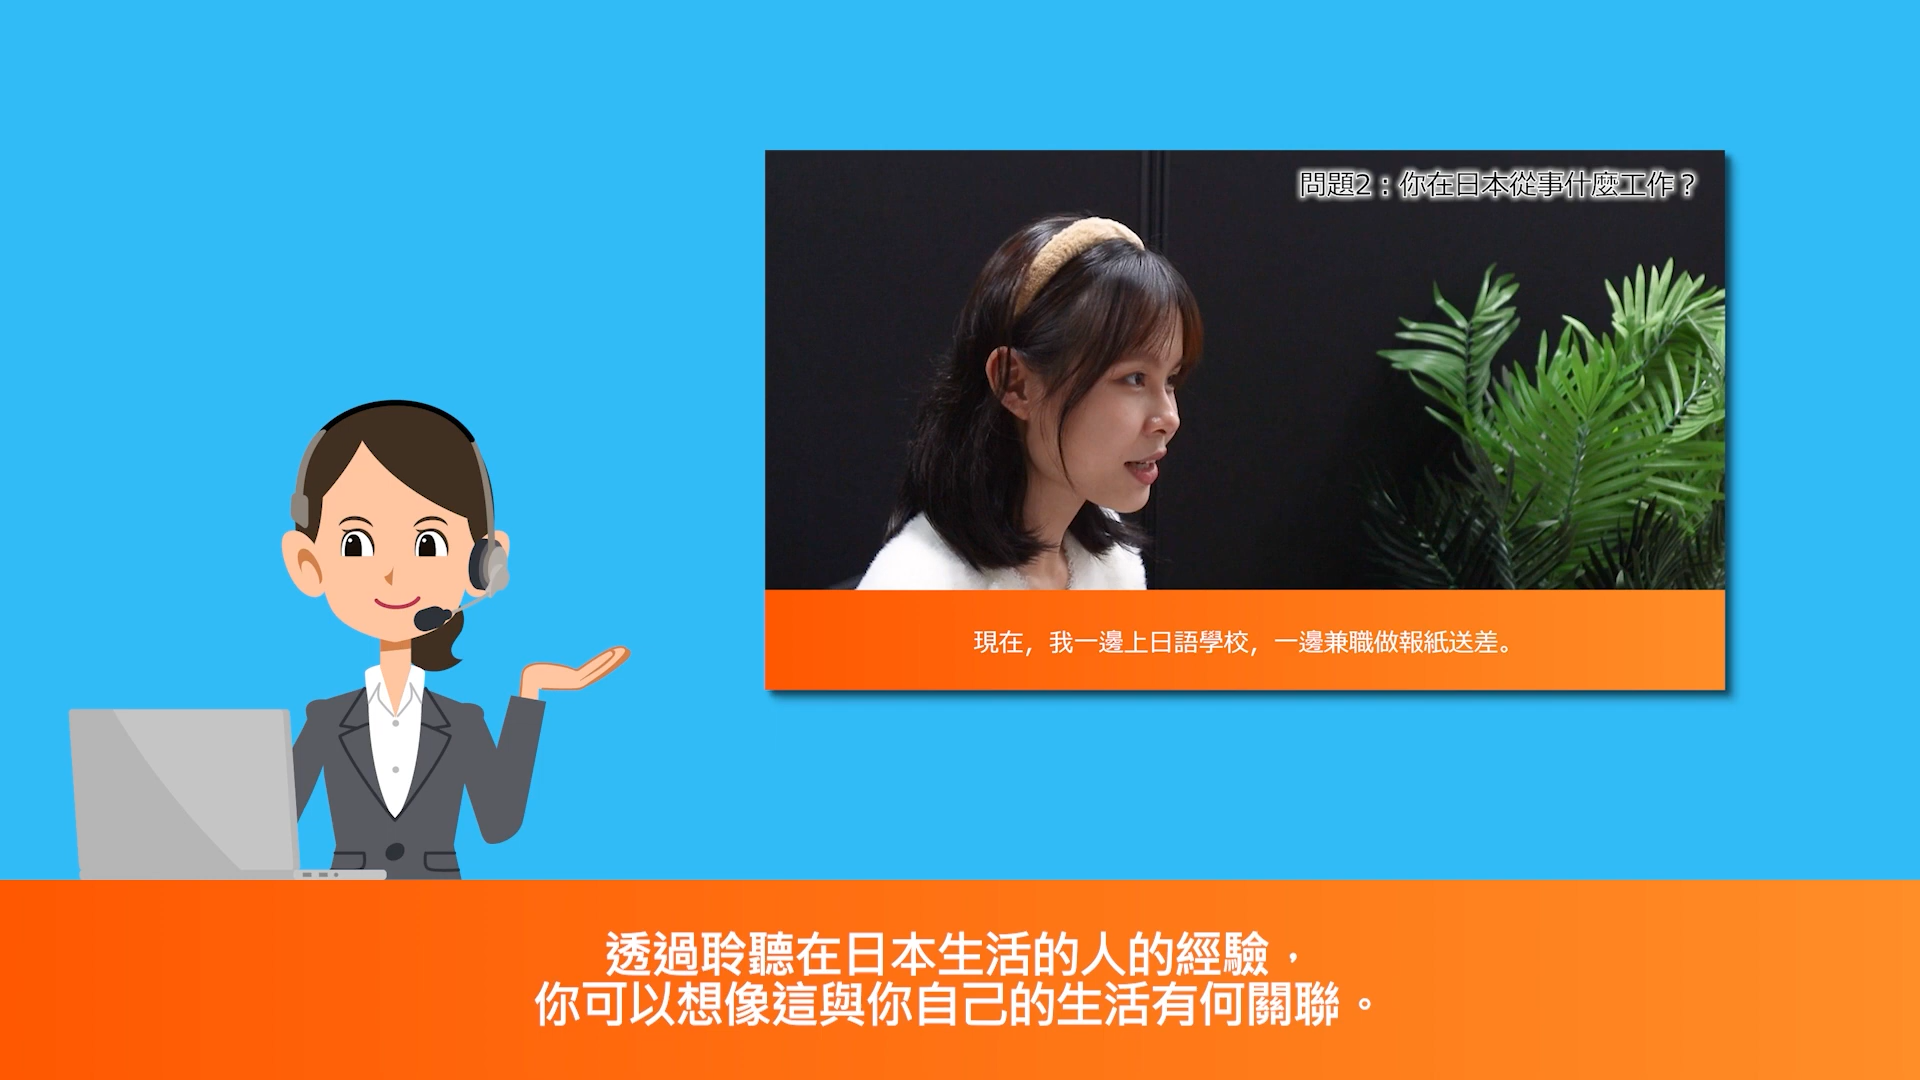 問題2：你在日本從事什麼工作？
現在，我一邊上日語學校，一邊兼職做報紙送差。
透過聆聽在日本生活的人的經驗，
你可以想像這與你自己的生活有何關聯。